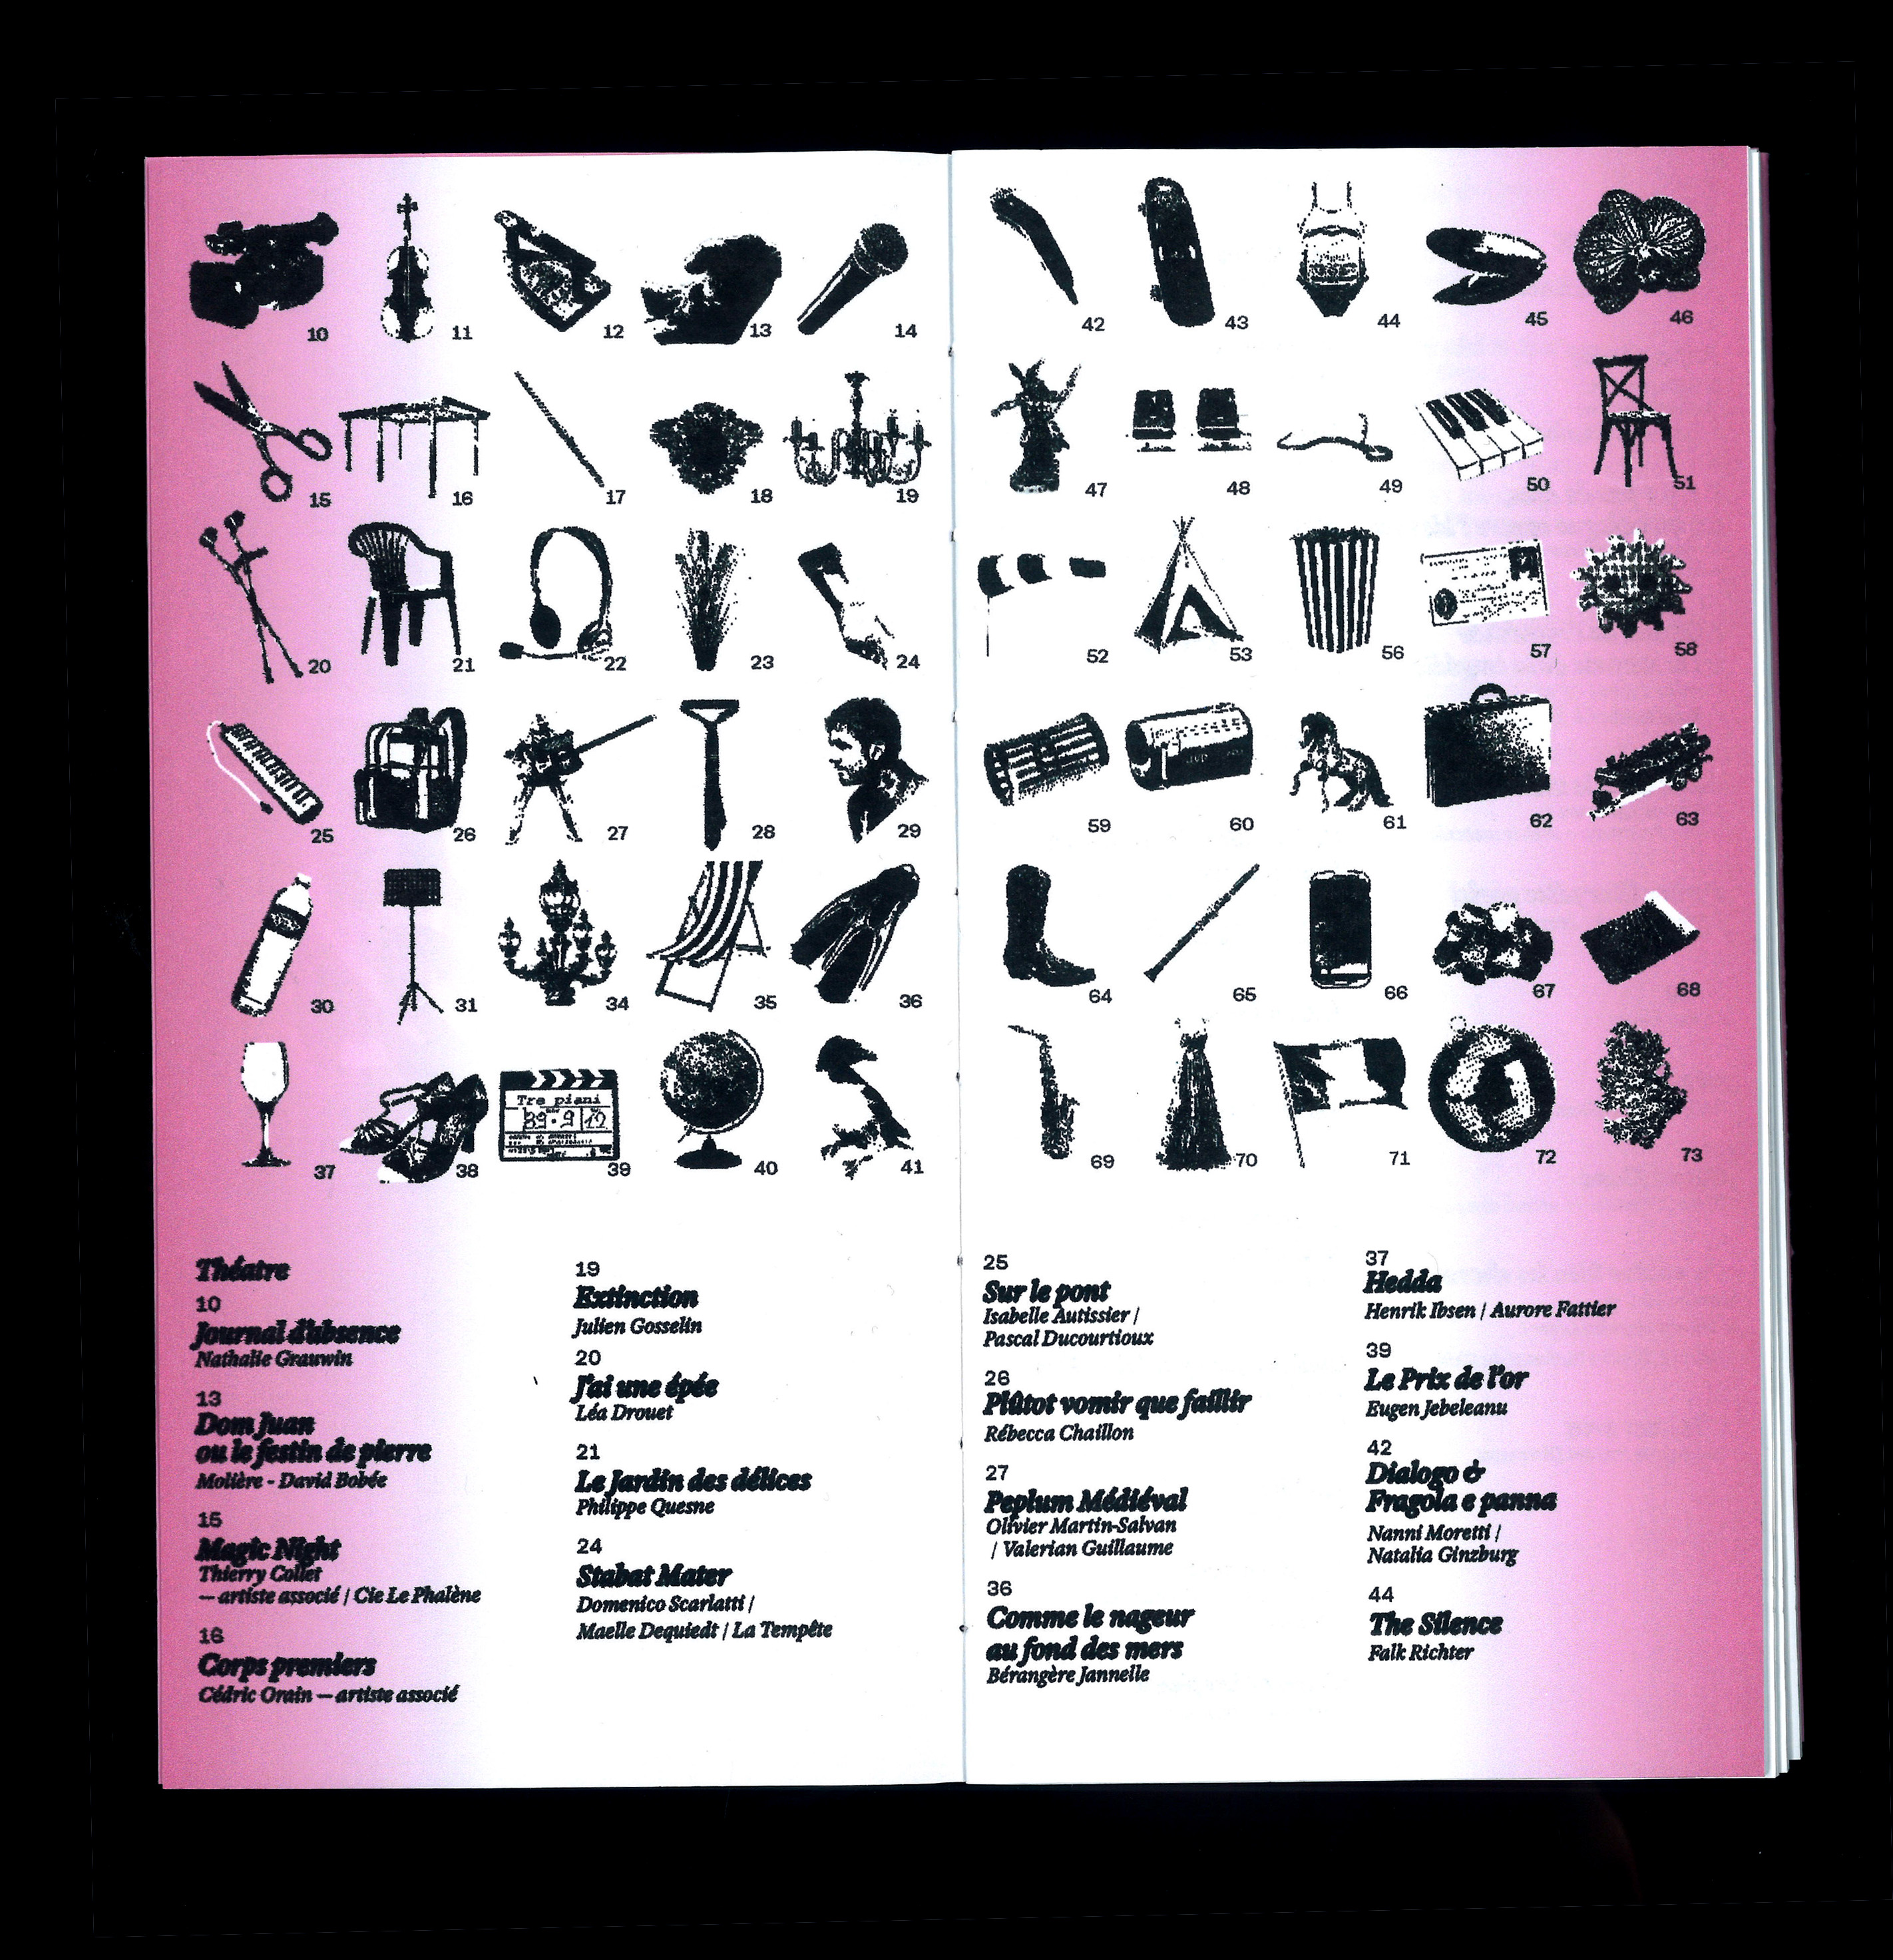 10 11 12 13 14
15 16 17 18 19
20 21 22 23 24
25 26 27 28 29
30 31 34 35 36
Tre piani
37 38 39 40 41
Théatre
10
Journal d'absence
Nathalie Grauwin
13
Dom Juan
ou le festin de pierre
Molière - David Bobée
15
Magic Night
Thierry Collet
— artiste associé / Cie Le Phalène
16
Corps premiers
Cédric Orain — artiste associé
19
Extinction
Julien Gosselin
20
J'ai une épée
Léa Drouet
21
Le Jardin des délices
Philippe Quesne
24
Stabat Mater
Domenico Scarlatti /
Maelle Dequiedt / La Tempête
42 43 44 45 46
47 48 49 50 51
52 53 56 57 58
59 60 61 62 63
64 65 66 67 68
69 70 71 72 73
25
Sur le pont
Isabelle Autissier /
Pascal Ducourtioux
26
Plûtot vomir que faillir
Rébecca Chaillon
27
Peplum Médiéval
Olivier Martin-Salvan
/ Valerian Guillaume
36
Comme le nageur
au fond des mers
Bérangère Jannelle
37
Hedda
Henrik Ibsen / Aurore Fattier
39
Le Prix de l'or
Eugen Jebeleanu
42
Dialogo &
Fragola e panna
Nanni Moretti /
Natalia Ginzburg
44
The Silence
Falk Richter